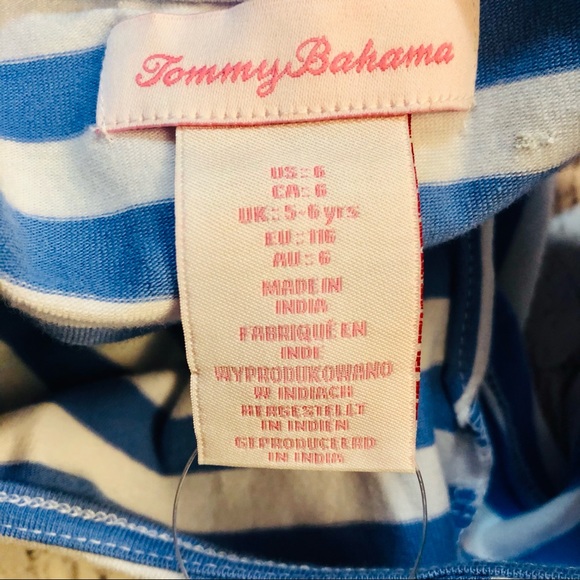 Tommy Bahama
US: 6
CA: 6
UK: 5-6 yrs
EU: 116
AU: 6
MADE IN
INDIA
FABRIQUÉ EN
INDE
WYPRODUKOWANO
W INDIACH
HERGESTELLT
IN INDIEN
GEPRODUCEERD
IN INDIA